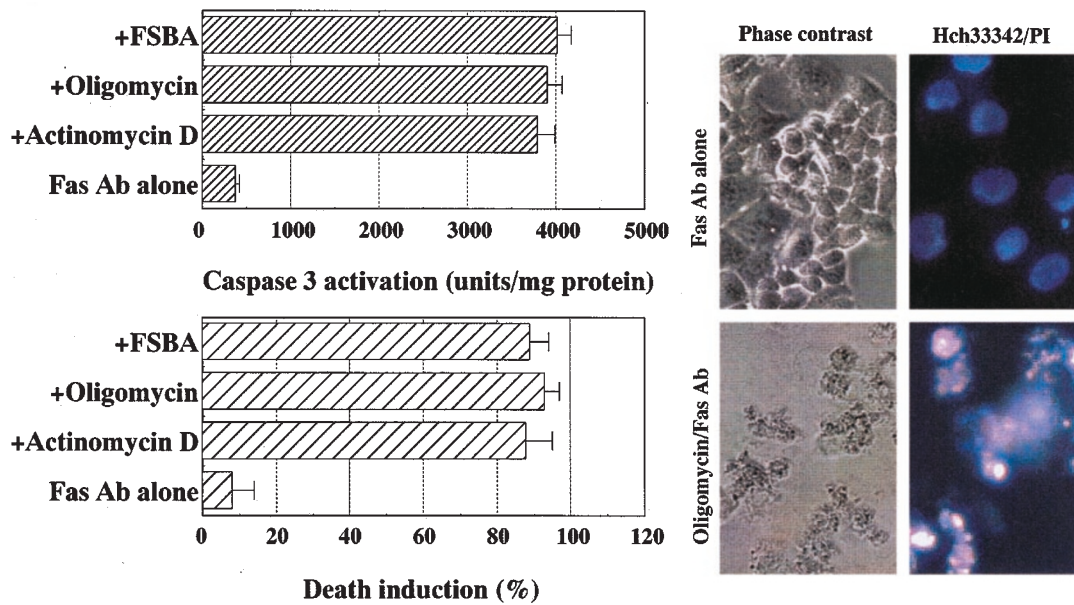 +FSBA
+Oligomycin
+Actinomycin D
Fas Ab alone
0 1000 2000 3000 4000 5000
Caspase 3 activation (units/mg protein)
+FSBA
+Oligomycin
+Actinomycin D
Fas Ab alone
0 20 40 60 80 100 120
Death induction (%)
Phase contrast Hch33342/PI
Fas Ab alone
Oligomycin/Fas Ab